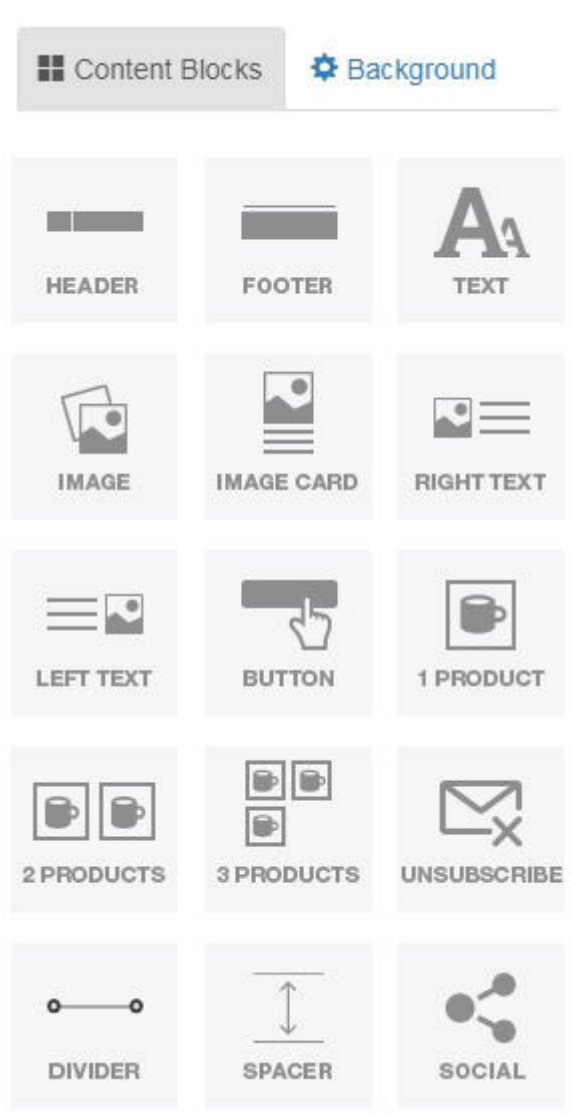 Content Blocks Background
HEADER FOOTER TEXT
IMAGE IMAGE CARD RIGHT TEXT
LEFT TEXT BUTTON 1 PRODUCT
2 PRODUCTS 3 PRODUCTS UNSUBSCRIBE
DIVIDER SPACER SOCIAL